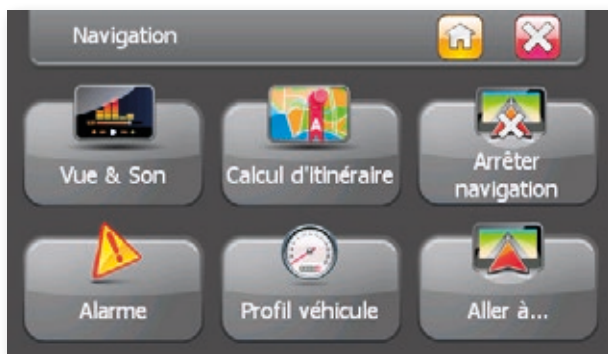 Navigation
Vue & Son
Calcul d'Itinéraire
Arrêter
navigation
Alarme
Profil véhicule
Aller à...